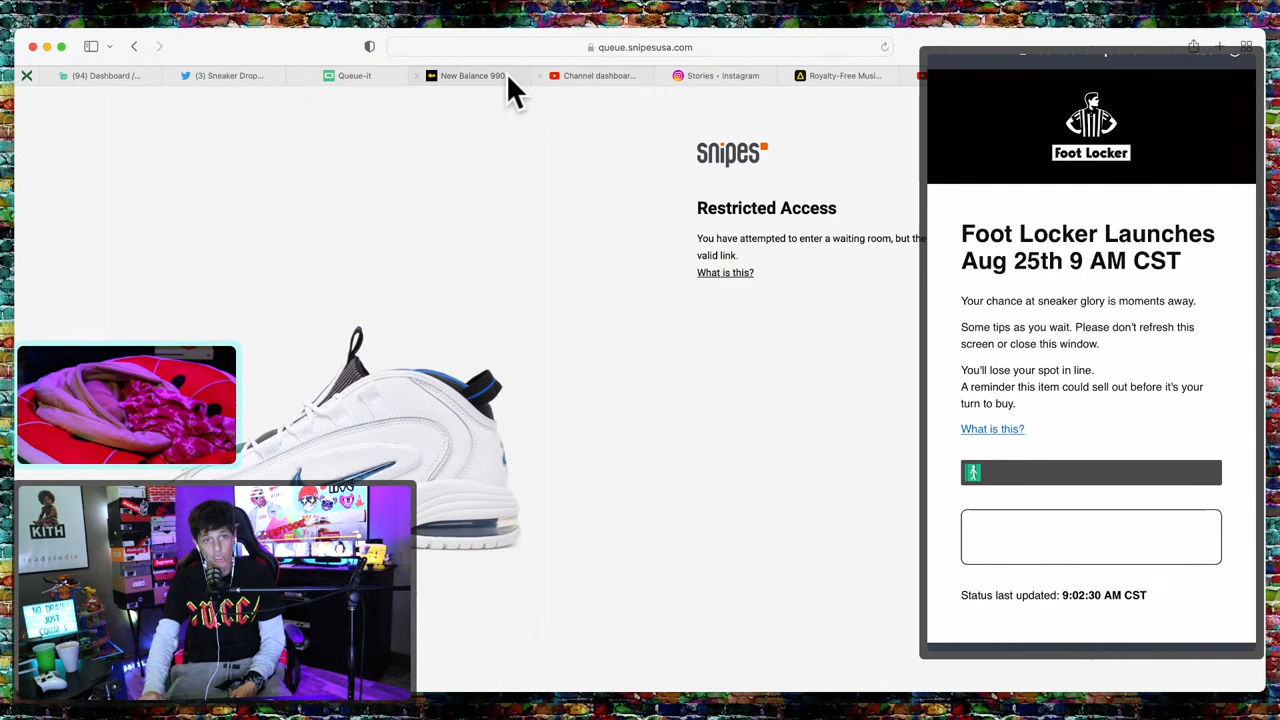 queue.snipesusa.com
(94) Dashboard /...
(3) Sneaker Drop...
Queue-it
New Balance 990
Channel dashboar...
Stories • Instagram
Royalty-Free Musi...
snipes
Restricted Access
You have attempted to enter a waiting room, but the
valid link.
What is this?
Foot Locker
Foot Locker Launches
Aug 25th 9 AM CST
Your chance at sneaker glory is moments away.
Some tips as you wait. Please don't refresh this
screen or close this window.
You'll lose your spot in line.
A reminder this item could sell out before it's your
turn to buy.
What is this?
Status last updated: 9:02:30 AM CST
KITH
readytodie
NO DRAMA
JUST
Supreme